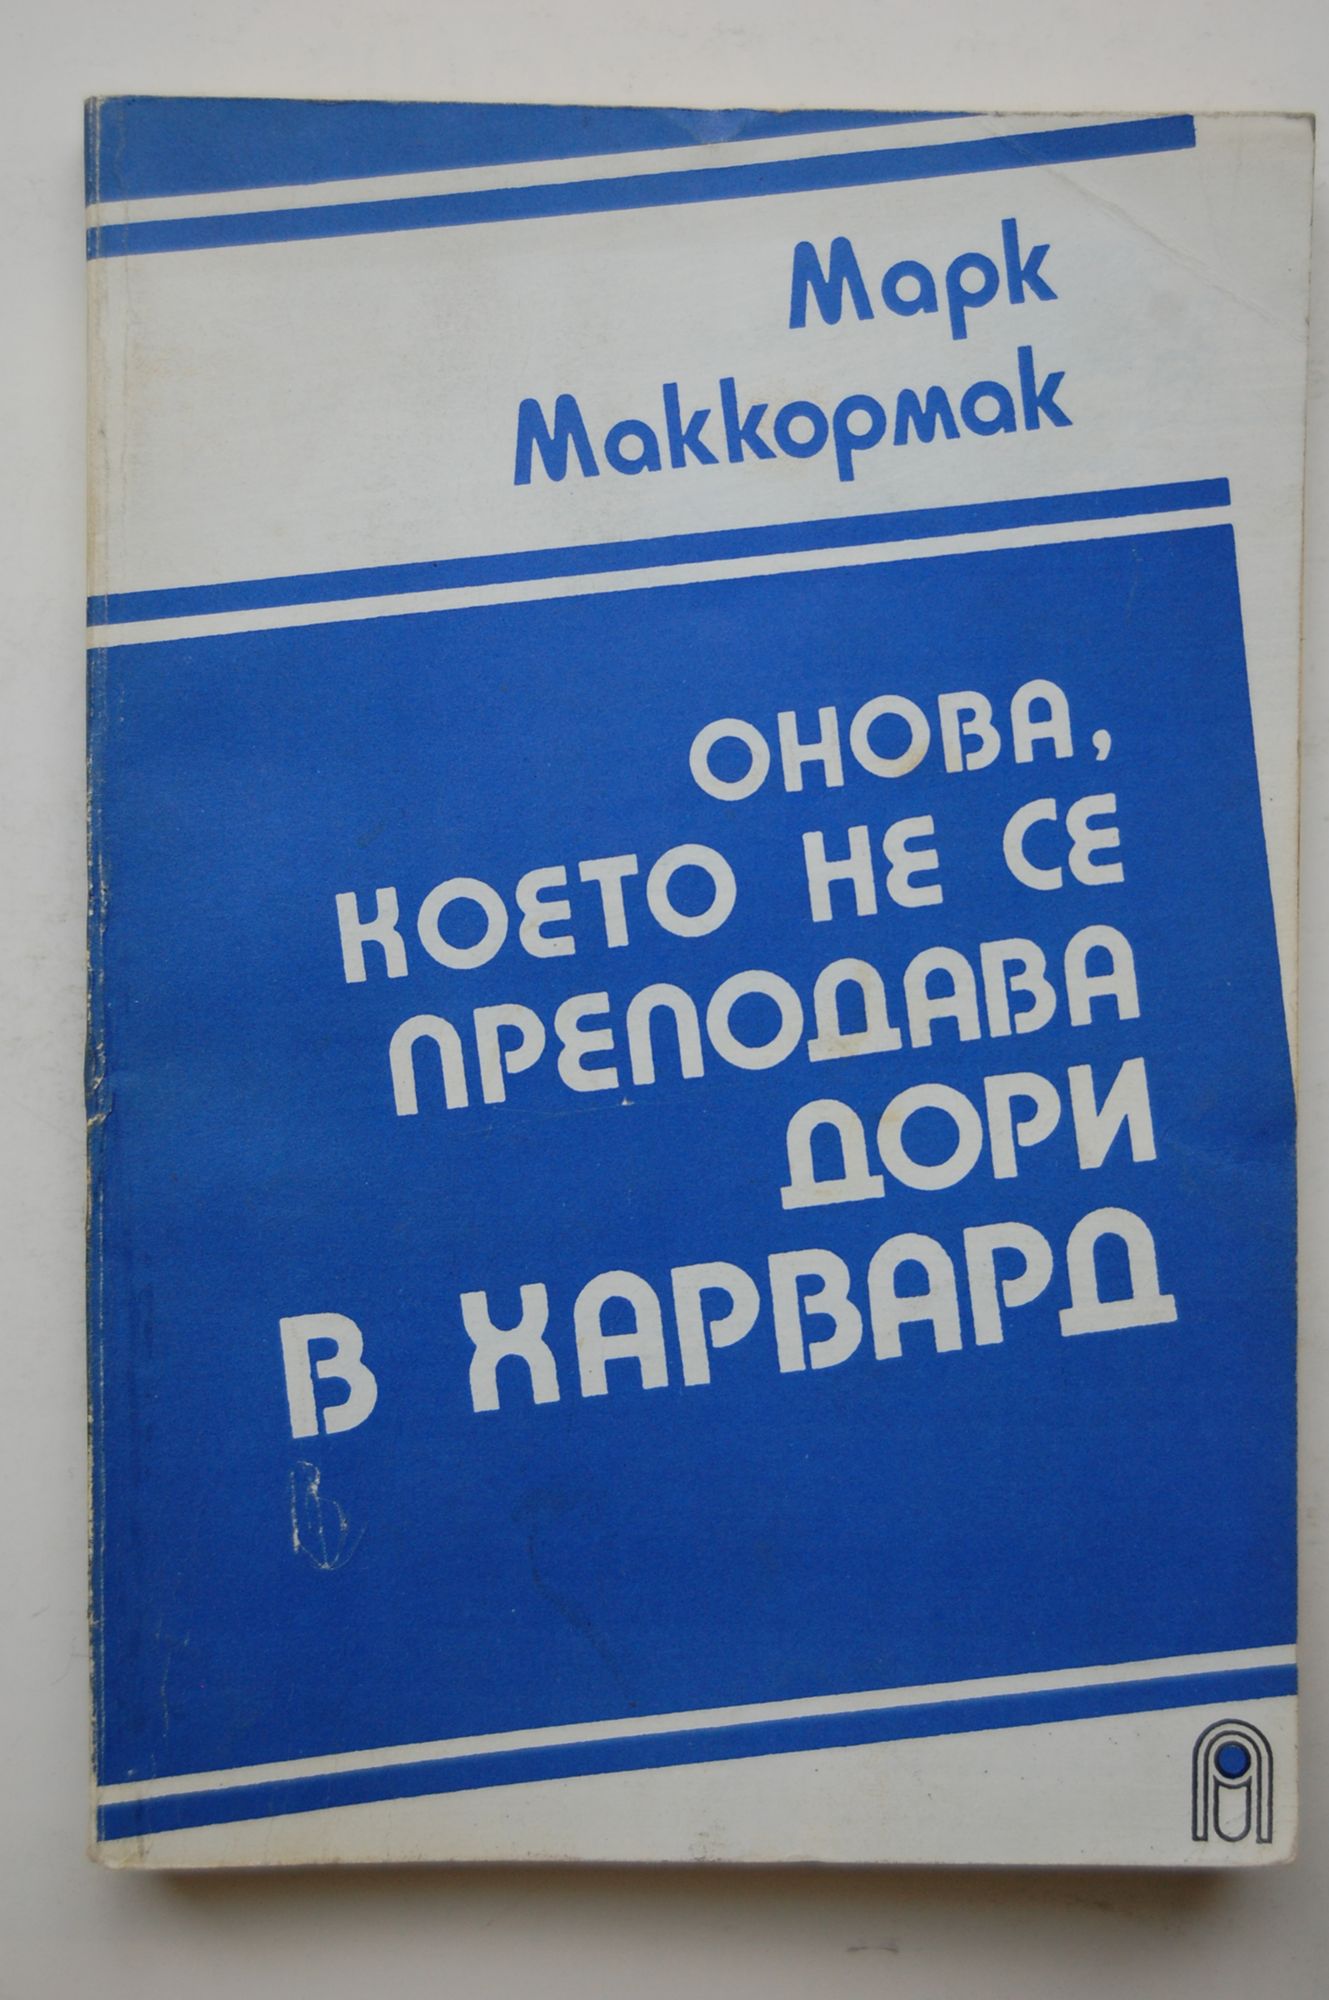 Марк
Маккормак
ОНОВА,
КОЕТО НЕ СЕ
ПРЕПОДАВА
ДОРИ
В ХАРВАРД